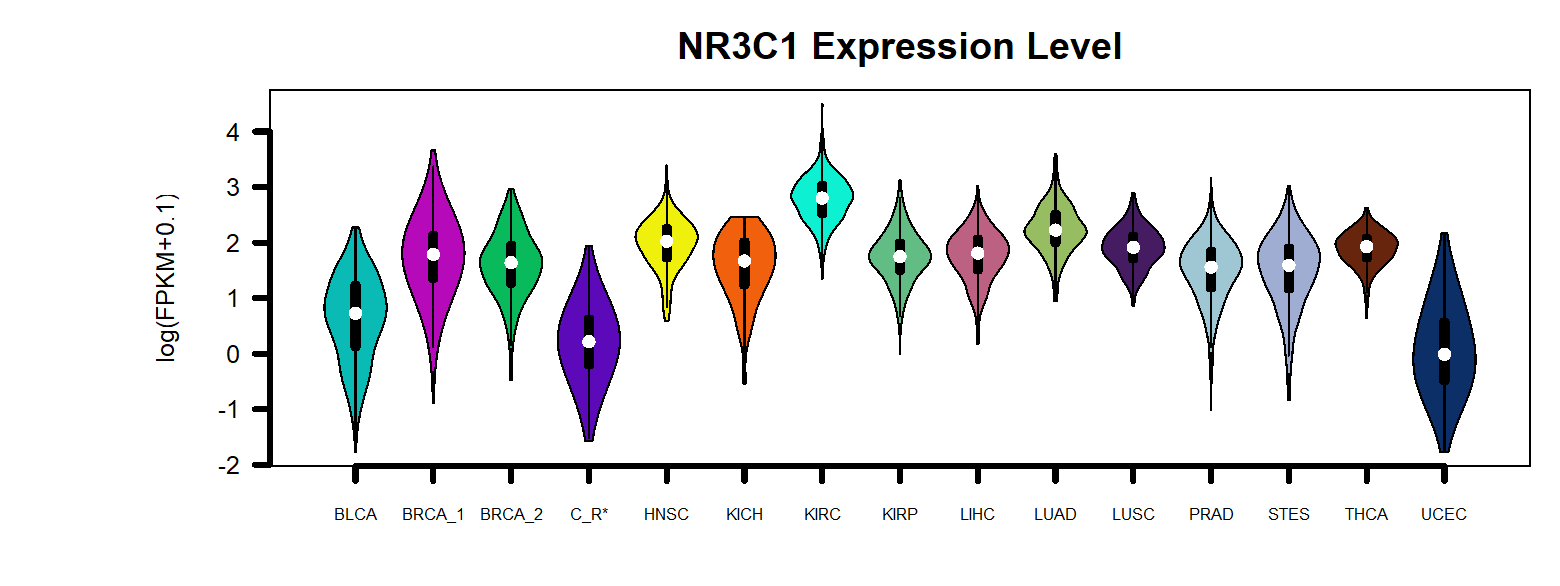 NR3C1 Expression Level
log(FPKM+0.1)
4
3
2
1
0
-1
-2
BLCA BRCA_1 BRCA_2 C_R* HNSC KICH KIRC KIRP LIHC LUAD LUSC PRAD STES THCA UCEC